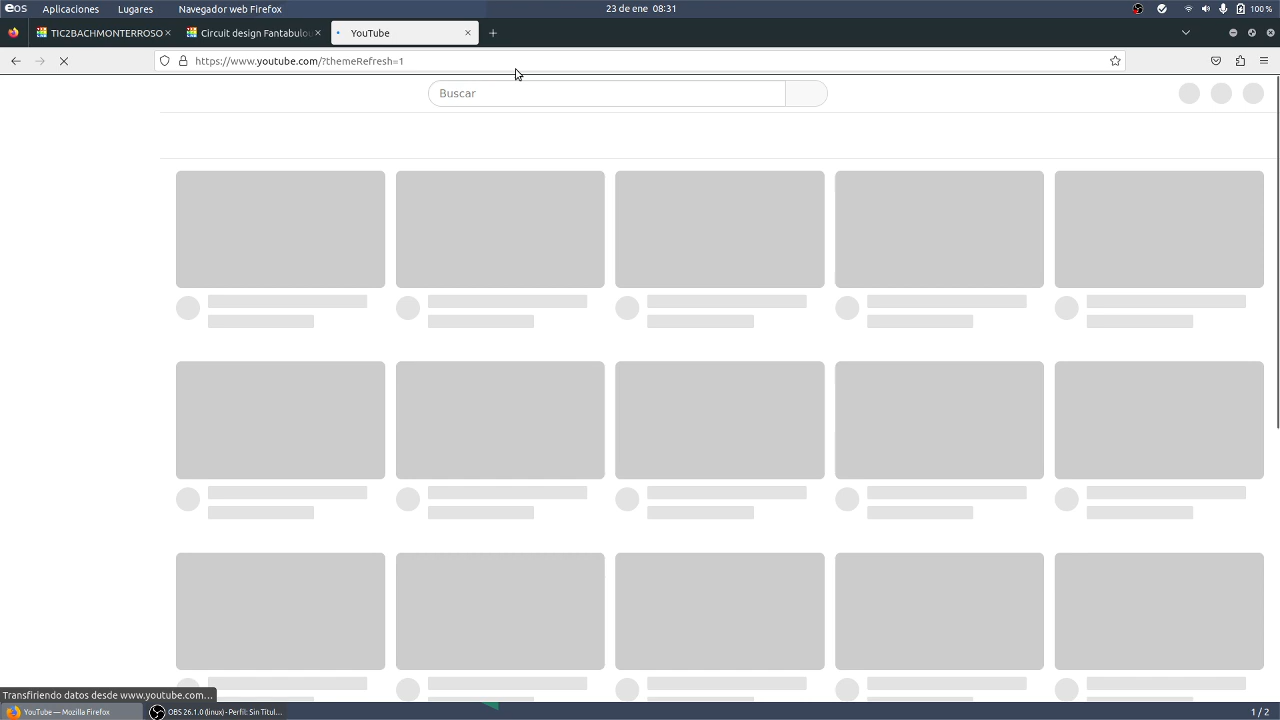 eos Aplicaciones Lugares Navegador web Firefox 23 de ene 08:31 100 %
TIC2BACHMONTERROSO Circuit design Fantabulou YouTube
https://www.youtube.com/?themeRefresh=1
Buscar
Transfiriendo datos desde www.youtube.com...
YouTube — Mozilla Firefox OBS 26.1.0 (linux) - Perfil: Sin Titul... 1 / 2